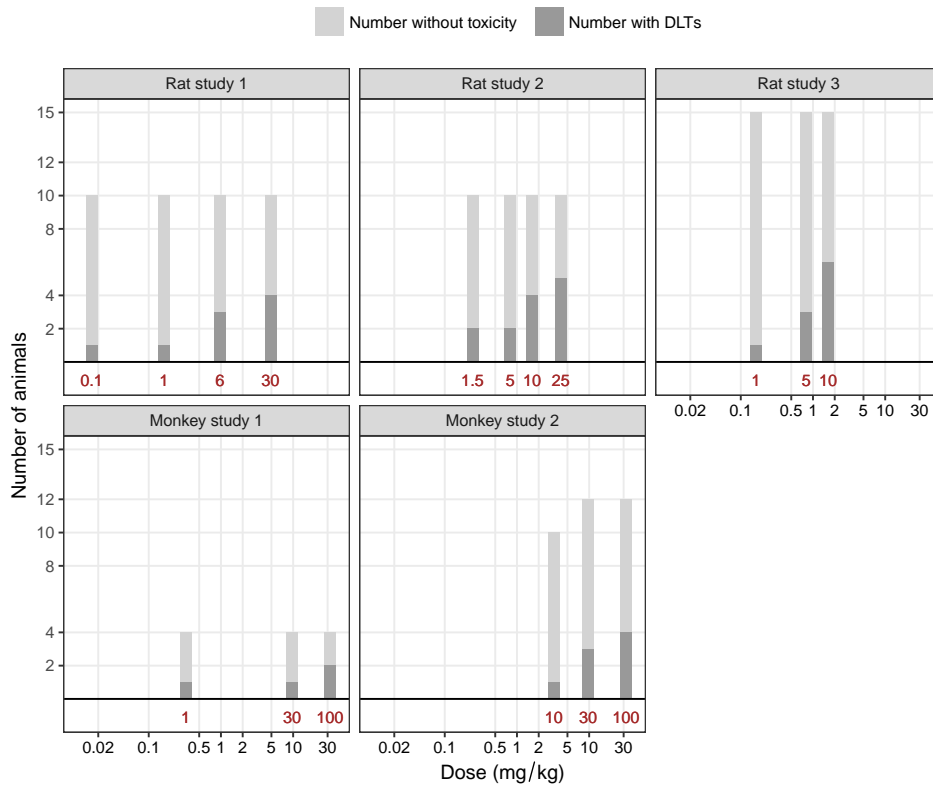 Number without toxicity Number with DLTs
Rat study 1 Rat study 2 Rat study 3
15
12
10
8
4
2
0.1 1 6 30 1.5 5 10 25 1 5 10
0.02 0.1 0.5 1 2 5 10 30
Number of animals
Monkey study 1 Monkey study 2
15
12
10
8
4
2
1 30 100 10 30 100
0.02 0.1 0.5 1 2 5 10 30 0.02 0.1 0.5 1 2 5 10 30
Dose (mg/kg)